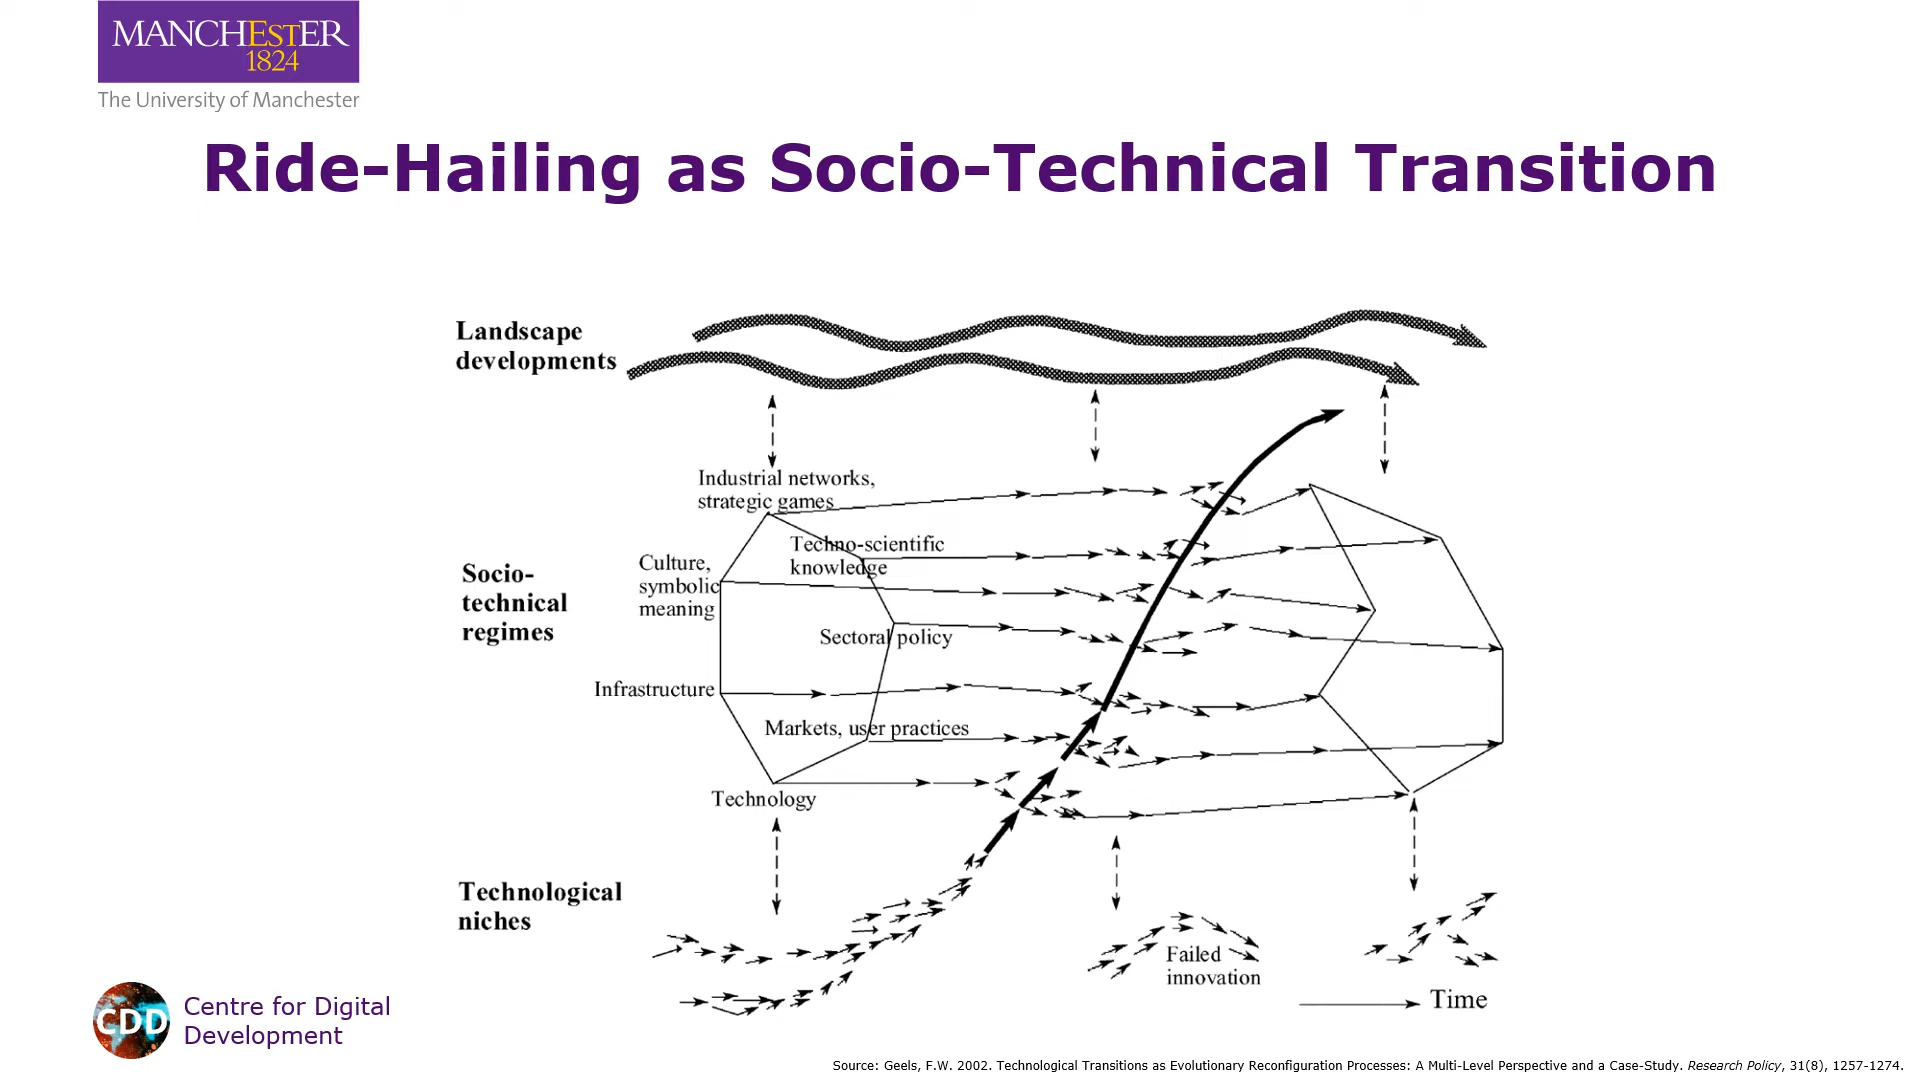 MANCHEsTER
1824
The University of Manchester
Ride-Hailing as Socio-Technical Transition
Landscape
developments
Industrial networks,
strategic games
Techno-scientific
knowledge
Culture,
symbolic
meaning
Socio-
technical
regimes
Sectoral policy
Infrastructure
Markets, user practices
Technology
Technological
niches
Failed
innovation
Time
CDD
Centre for Digital
Development
Source: Geels, F.W. 2002. Technological Transitions as Evolutionary Reconfiguration Processes: A Multi-Level Perspective and a Case-Study. Research Policy, 31(8), 1257-1274.